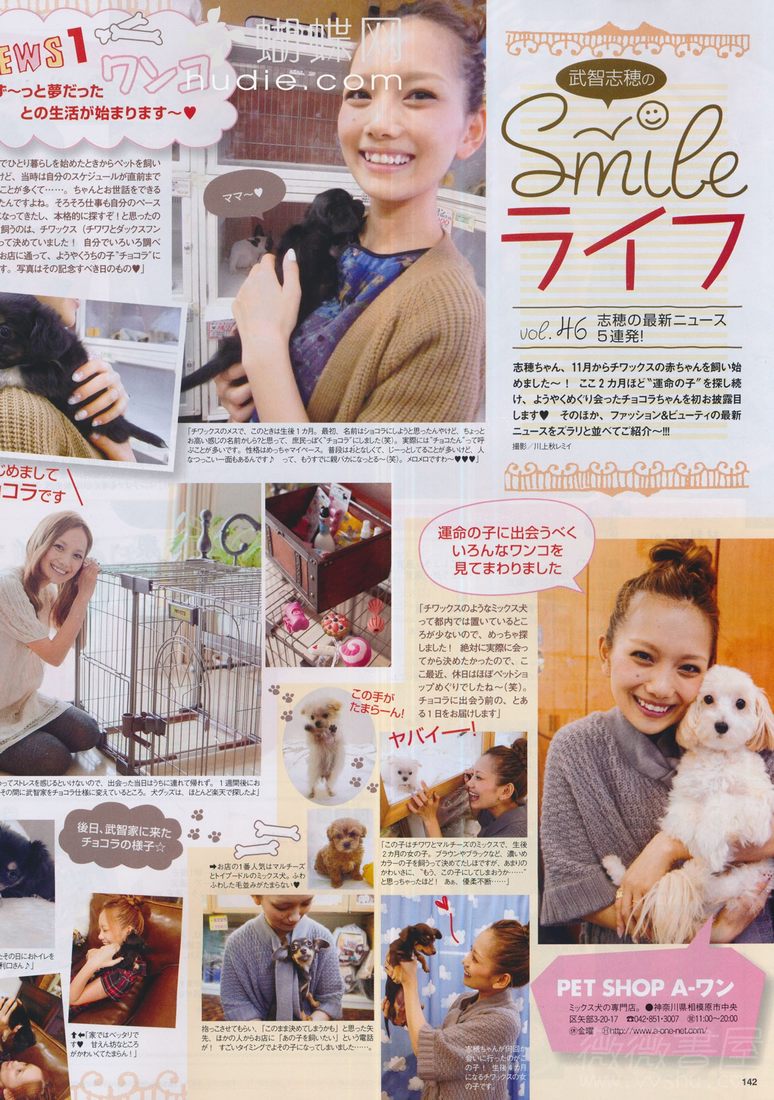 NEWS 1
ワンコ
ず〜っと夢だった
との生活が始まります〜♥
蝴蝶网
hudie.com
でひとり暮らしを始めたときからペットを飼い
けど、当時は自分のスケジュールが直前まで
ことが多くて……。ちゃんとお世話をできる
たんですよね。そろそろ仕事も自分のペース
になってきたし、本格的に探すぞ！と思ったの
飼うのは、チワックス（チワワとダックスフン
って決めていました！ 自分でいろいろ調べ
お店に通って、ようやくうちの子“チョコラ”に
す。写真はその記念すべき日のもの♥」
ママ〜♥
武智志穂の
Smile
ライフ
vol. 46
志穂の最新ニュース
5連発！
志穂ちゃん、11月からチワックスの赤ちゃんを飼い始
めました〜！ ここ2カ月ほど“運命の子”を探し続
け、ようやくめぐり会ったチョコラちゃんを初お披露目
します♥ そのほか、ファッション&ビューティの最新
ニュースをズラリと並べてご紹介〜!!!
撮影／川上秋レミイ
「チワックスのメスで、このときは生後1カ月。最初、名前はショコラにしようと思ったんやけど、ちょっと
お高い感じの名前かしら?と思って、庶民っぽく“チョコラ”にしました(笑)。実際には“チョコたん”って呼
ぶことが多いです。性格はめっちゃマイペース。普段はおとなしくて、じーっとしてることが多いけど、人
なつっこい一面もあるんです♪ って、もうすでに親バカになっとる〜(笑)。メロメロですわ〜♥♥♥」
じめまして
チョコラです
運命の子に出会うべく
いろんなワンコを
見てまわりました
「チワックスのようなミックス犬
って都内では置いているところ
が少ないので、めっちゃ探
しました！ 絶対に実際に会
ってから決めたかったので、こ
こ最近、休日はほぼペットショ
ップめぐりでしたね〜(笑)。
チョコラに出会う前の、とあ
る1日をお届けします」
この手が
たまらーん！
ヤバイー！
わってストレスを感じるといけないので、出会った当日はうちに連れて帰れず。1週間後にお
その間に武智家をチョコラ仕様に変えているところ。犬グッズは、ほとんど楽天で探したよ」
後日、武智家に来た
チョコラの様子☆
➡お店の1番人気はマルチーズ
とトイプードルのミックス犬。ふわ
ふわした毛並みがたまらない♥
「この子はチワワとマルチーズのミックスで、生後
2カ月の女の子。ブラウンやブラックなど、濃いめ
カラーの子を飼うって決めてたしはずが、あまりの
かわいさに、“もう、この子にしてしまおうか……”
と思っちゃったほど！ あぁ、優柔不断……」
たその日におトイレを
利口さん♪」
⬆⬅「家ではベッタリで
す♥ 甘えん坊なところ
がかわいくてたまらん！」
抱っこさせてもらい、「このまま決めてしまうかも」と思った矢
先、ほかの人からお店に「あの子を飼いたい」という電話
が！ すごいタイミングでよその子になってしまいました……。
志穂ちゃんが何回か
会いに行ったのがこ
の子！ 生後4カ月
になるチワックスの女
の子です。
PET SHOP A-ワン
ミックス犬の専門店。●神奈川県相模原市中央
区矢部3-20-17 ☎042・851・3007 営11:00〜20:00
休金曜 http://www.a-one-net.com/
142